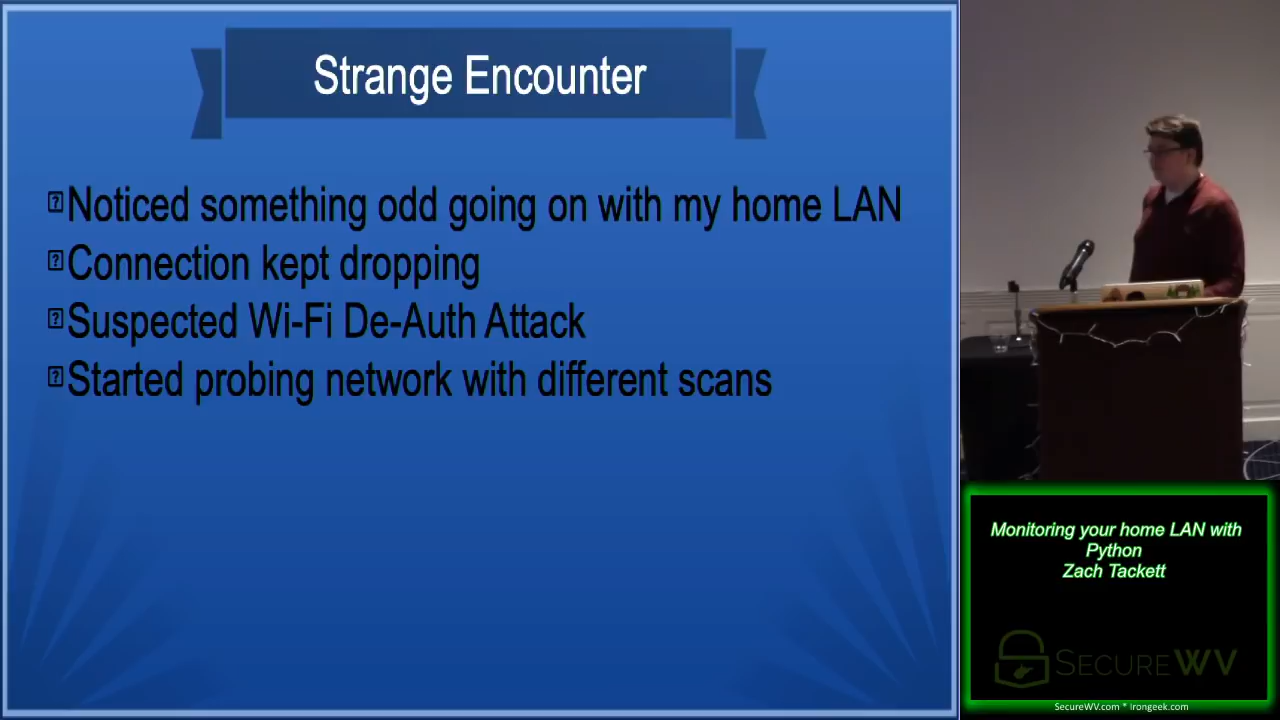 Strange Encounter
Noticed something odd going on with my home LAN
Connection kept dropping
Suspected Wi-Fi De-Auth Attack
Started probing network with different scans
Monitoring your home LAN with
Python
Zach Tackett
SECUREWV
SecureWV.com * Irongeek.com